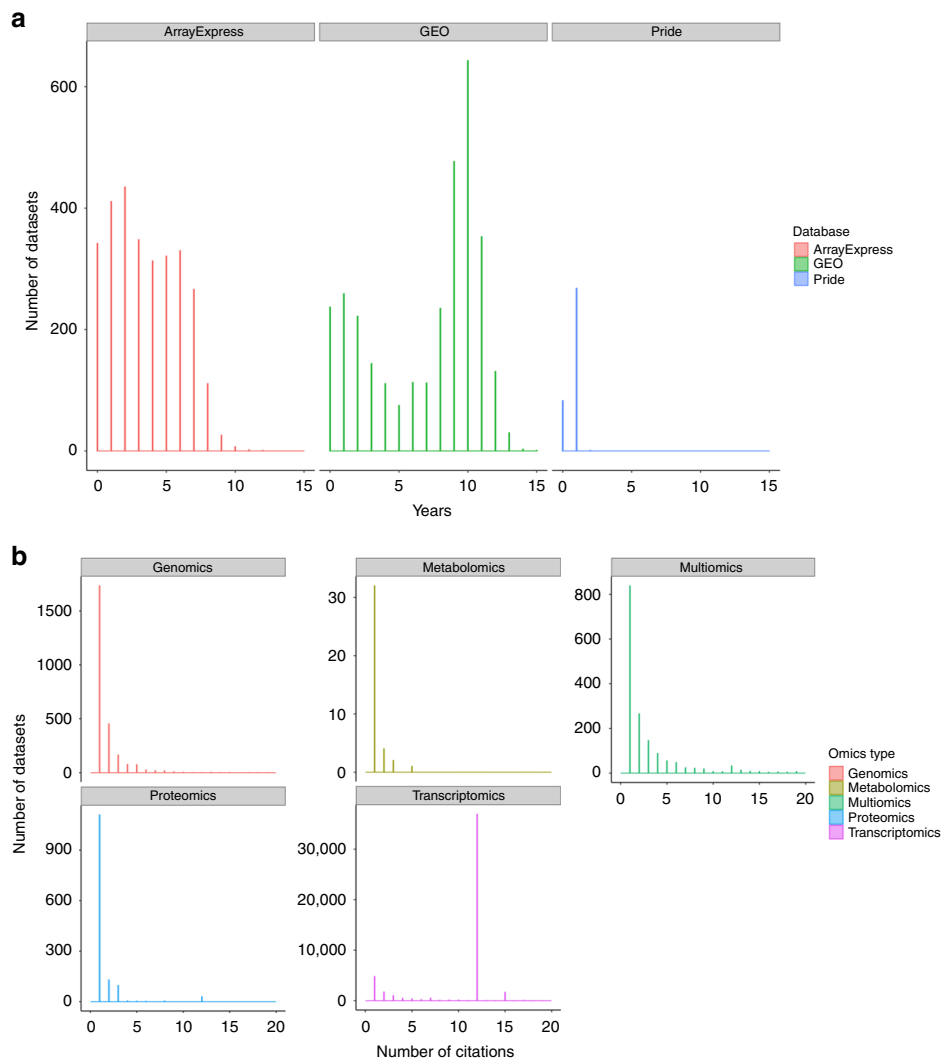 a
ArrayExpress
GEO
Pride
600
400
200
0
Number of datasets
0 5 10 15
0 5 10 15
0 5 10 15
Years
Database
ArrayExpress
GEO
Pride
b
Genomics
Metabolomics
Multiomics
1500
1000
500
0
30
20
10
0
800
600
400
200
0
0 5 10 15 20
Number of datasets
Proteomics
Transcriptomics
900
600
300
0
30,000
20,000
10,000
0
0 5 10 15 20
0 5 10 15 20
Number of citations
Omics type
Genomics
Metabolomics
Multiomics
Proteomics
Transcriptomics